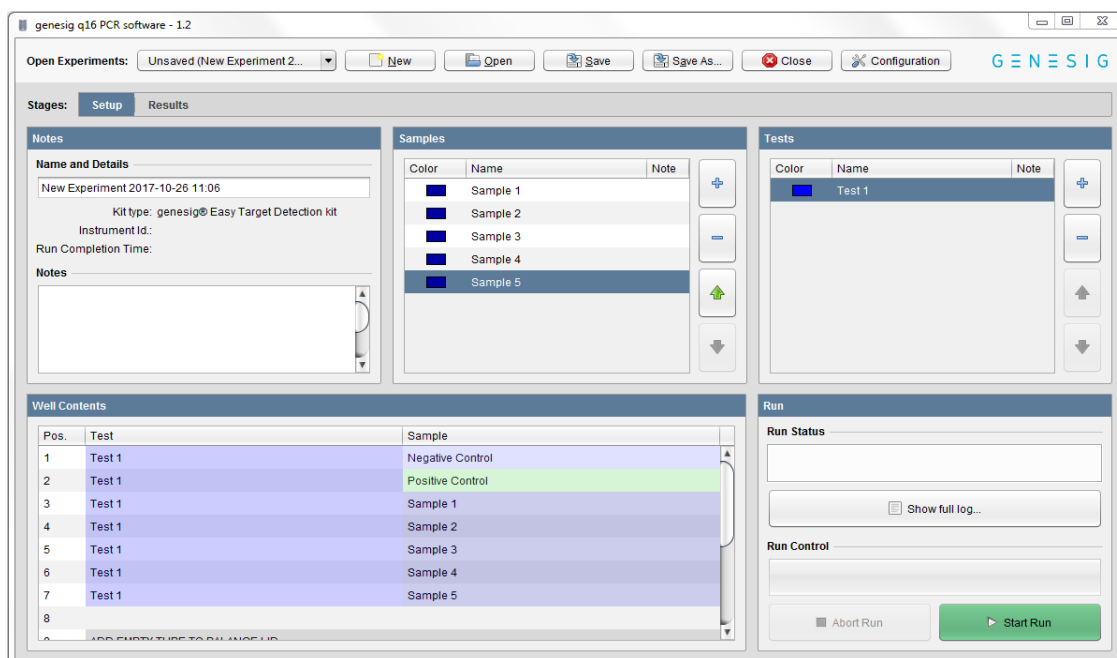 genesig q16 PCR software - 1.2
Open Experiments: Unsaved (New Experiment 2... New Open Save Save As... Close Configuration GENESIG
Stages: Setup Results
Notes
Name and Details
New Experiment 2017-10-26 11:06
Kit type: genesig® Easy Target Detection kit
Instrument Id.:
Run Completion Time:
Notes
Samples
Color Name Note
Sample 1
Sample 2
Sample 3
Sample 4
Sample 5
Tests
Color Name Note
Test 1
Well Contents
Pos. Test Sample
1 Test 1 Negative Control
2 Test 1 Positive Control
3 Test 1 Sample 1
4 Test 1 Sample 2
5 Test 1 Sample 3
6 Test 1 Sample 4
7 Test 1 Sample 5
8
ADD EMPTY TUBE TO BALANCE LID
Run
Run Status
Show full log...
Run Control
Abort Run Start Run